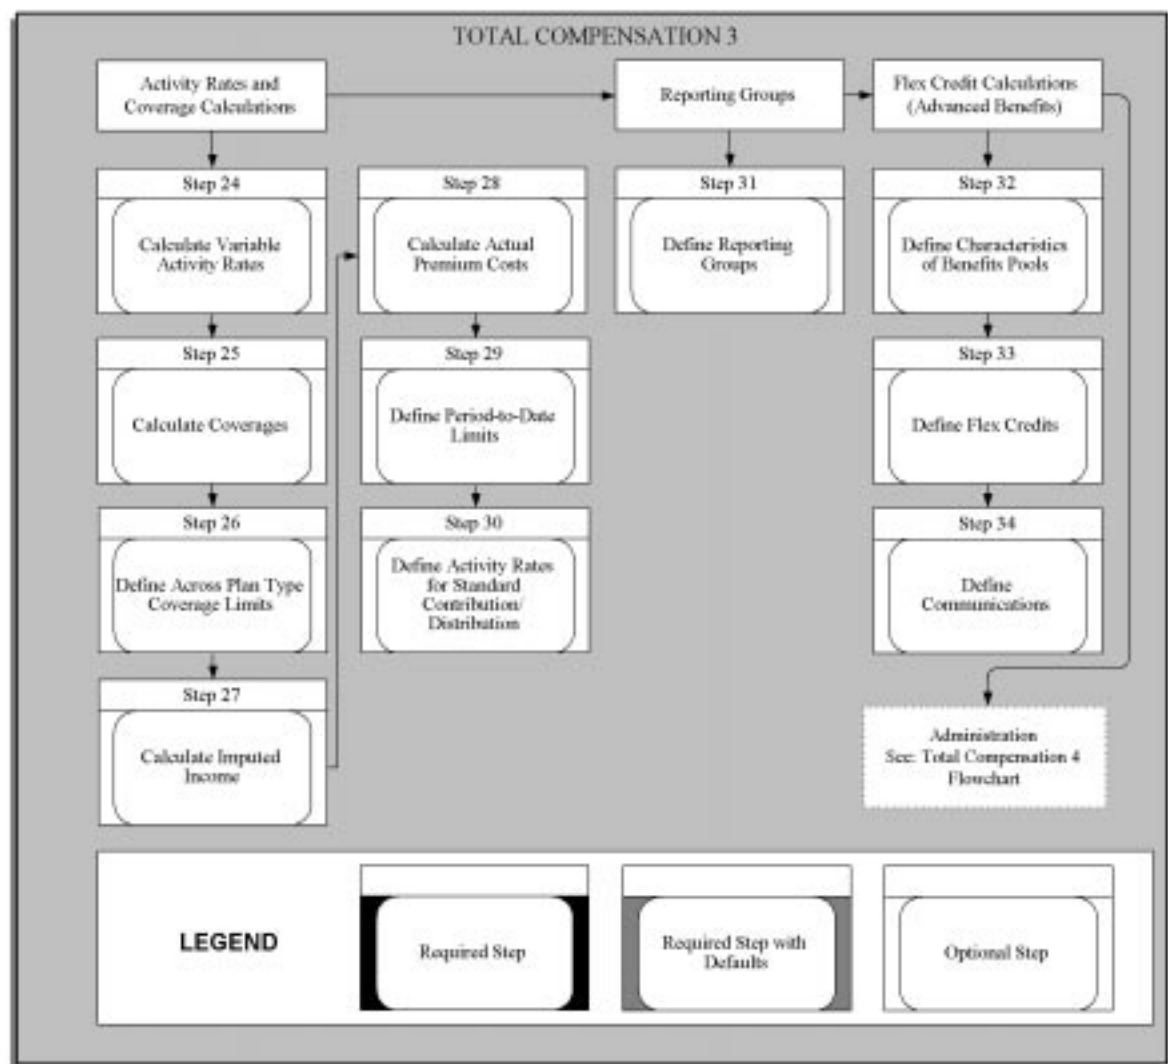 TOTAL COMPENSATION 3
Activity Rates and
Coverage Calculations
Reporting Groups
Flex Credit Calculations
(Advanced Benefits)
Step 24
Calculate Variable
Activity Rates
Step 28
Calculate Actual
Premium Costs
Step 31
Define Reporting
Groups
Step 32
Define Characteristics
of Benefits Pools
Step 25
Calculate Coverages
Step 29
Define Period-to-Date
Limits
Step 33
Define Flex Credits
Step 26
Define Across Plan Type
Coverage Limits
Step 30
Define Activity Rates
for Standard
Contribution/
Distribution
Step 34
Define
Communications
Step 27
Calculate Imputed
Income
Administration
See: Total Compensation 4
Flowchart
LEGEND
Required Step
Required Step with
Defaults
Optional Step